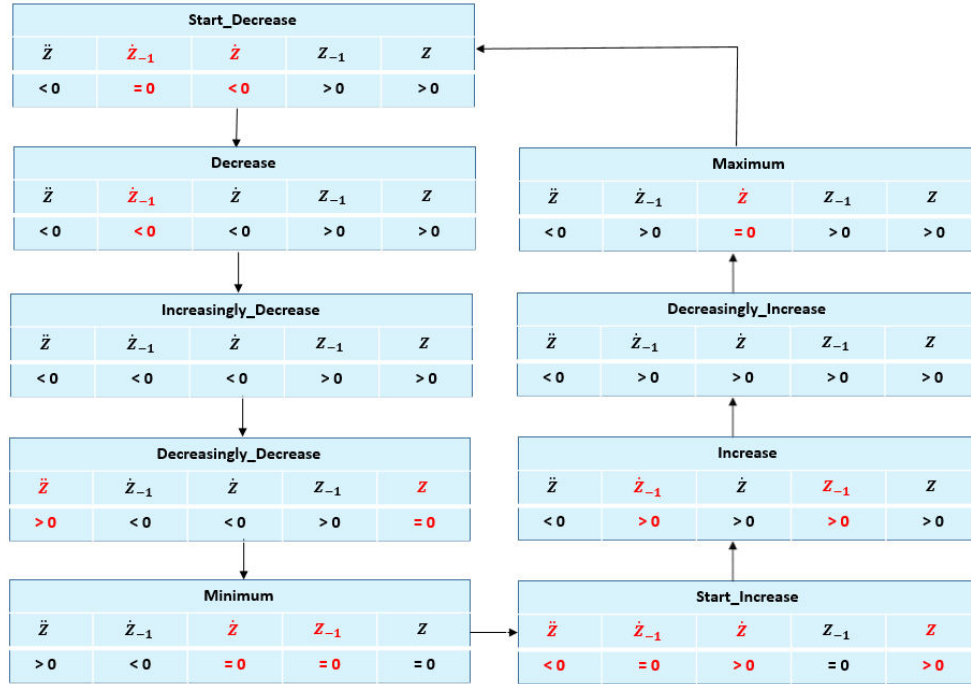 Start_Decrease
Z̈ Ż₋₁ Ż Z₋₁ Z
< 0 = 0 < 0 > 0 > 0
Decrease
Z̈ Ż₋₁ Ż Z₋₁ Z
< 0 < 0 < 0 > 0 > 0
Increasingly_Decrease
Z̈ Ż₋₁ Ż Z₋₁ Z
< 0 < 0 < 0 > 0 > 0
Decreasingly_Decrease
Z̈ Ż₋₁ Ż Z₋₁ Z
> 0 < 0 < 0 > 0 = 0
Minimum
Z̈ Ż₋₁ Ż Z₋₁ Z
> 0 < 0 = 0 = 0 = 0
Maximum
Z̈ Ż₋₁ Ż Z₋₁ Z
< 0 > 0 = 0 > 0 > 0
Decreasingly_Increase
Z̈ Ż₋₁ Ż Z₋₁ Z
< 0 > 0 > 0 > 0 > 0
Increase
Z̈ Ż₋₁ Ż Z₋₁ Z
< 0 > 0 > 0 > 0 > 0
Start_Increase
Z̈ Ż₋₁ Ż Z₋₁ Z
< 0 = 0 > 0 = 0 > 0